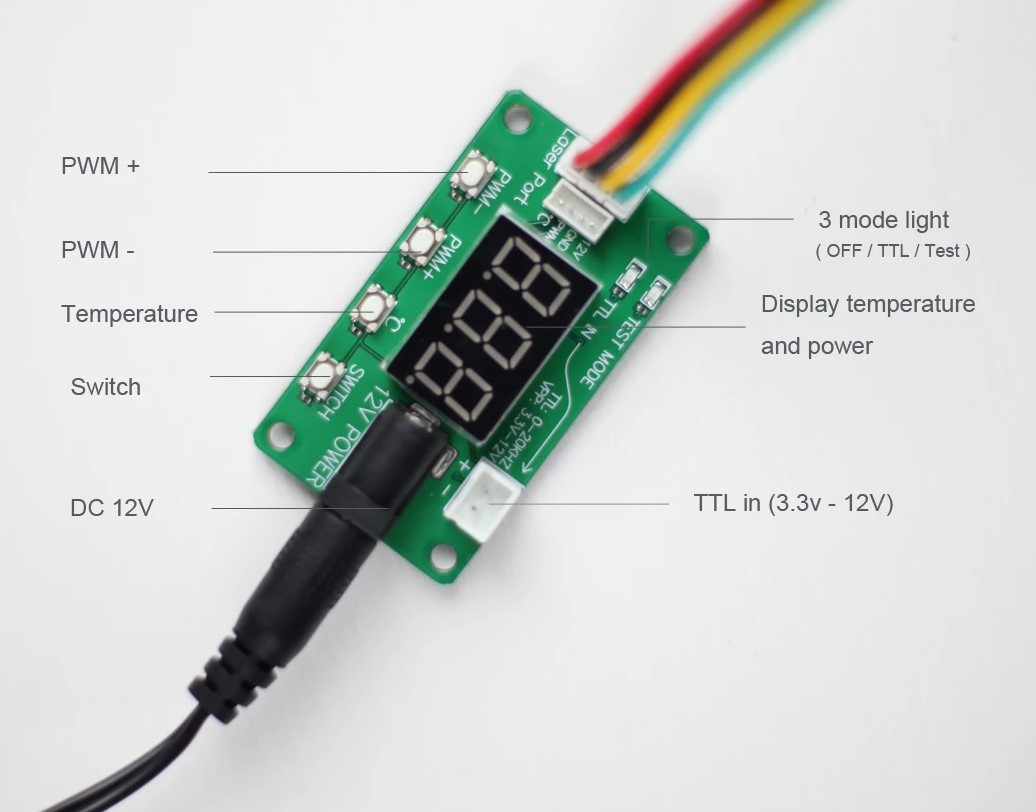 PWM +
PWM -
Temperature
Switch
DC 12V
3 mode light
( OFF / TTL / Test )
Display temperature
and power
TTL in (3.3v - 12V)
Laser Port
PWM-
PWM+
°C
SWITCH
12V POWER
°C
PWM
GND
12V
TTL IN
TEST MODE
TTL: 0-20KHZ
VPP: 3.3V-12V
+
-